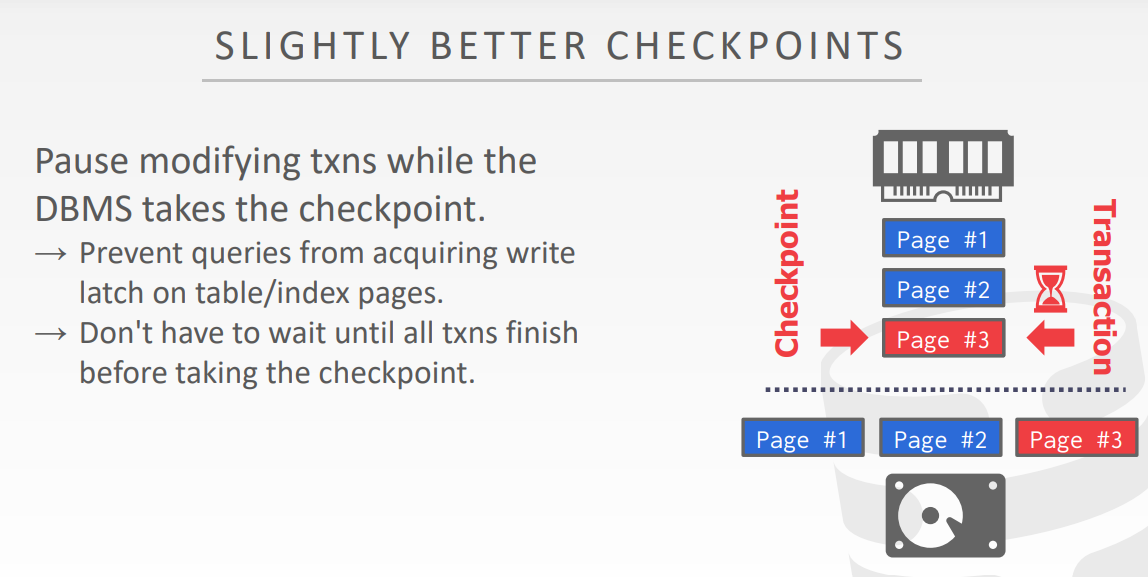 SLIGHTLY BETTER CHECKPOINTS
Pause modifying txns while the
DBMS takes the checkpoint.
→ Prevent queries from acquiring write
latch on table/index pages.
→ Don't have to wait until all txns finish
before taking the checkpoint.
Checkpoint
Page #1
Page #2
Page #3
Transaction
Page #1
Page #2
Page #3